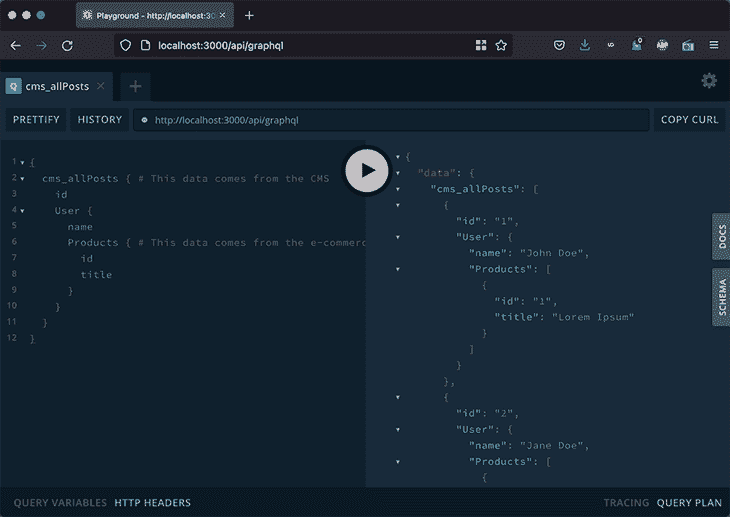 Playground - http://localhost:3000/
localhost:3000/api/graphql
cms_allPosts
PRETTIFY
HISTORY
http://localhost:3000/api/graphql
COPY CURL
1 {
2 cms_allPosts { # This data comes from the CMS
3 id
4 User {
5 name
6 Products { # This data comes from the e-commerc
7 id
8 title
9 }
10 }
11 }
12 }
{
"data": {
"cms_allPosts": [
{
"id": "1",
"User": {
"name": "John Doe",
"Products": [
{
"id": "1",
"title": "Lorem Ipsum"
}
]
}
},
{
"id": "2",
"User": {
"name": "Jane Doe",
"Products": [
{
DOCS
SCHEMA
QUERY VARIABLES
HTTP HEADERS
TRACING
QUERY PLAN